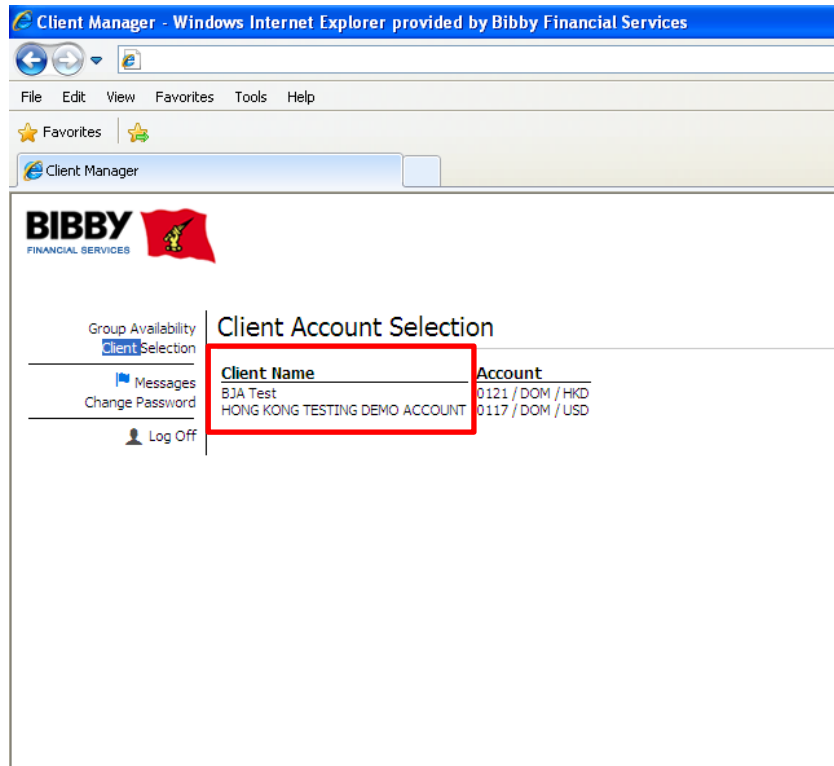 Client Manager - Windows Internet Explorer provided by Bibby Financial Services
File Edit View Favorites Tools Help
Favorites
Client Manager
BIBBY
FINANCIAL SERVICES
Group Availability
Client Selection
Messages
Change Password
Log Off
Client Account Selection
Client Name Account
BJA Test 0121 / DOM / HKD
HONG KONG TESTING DEMO ACCOUNT 0117 / DOM / USD